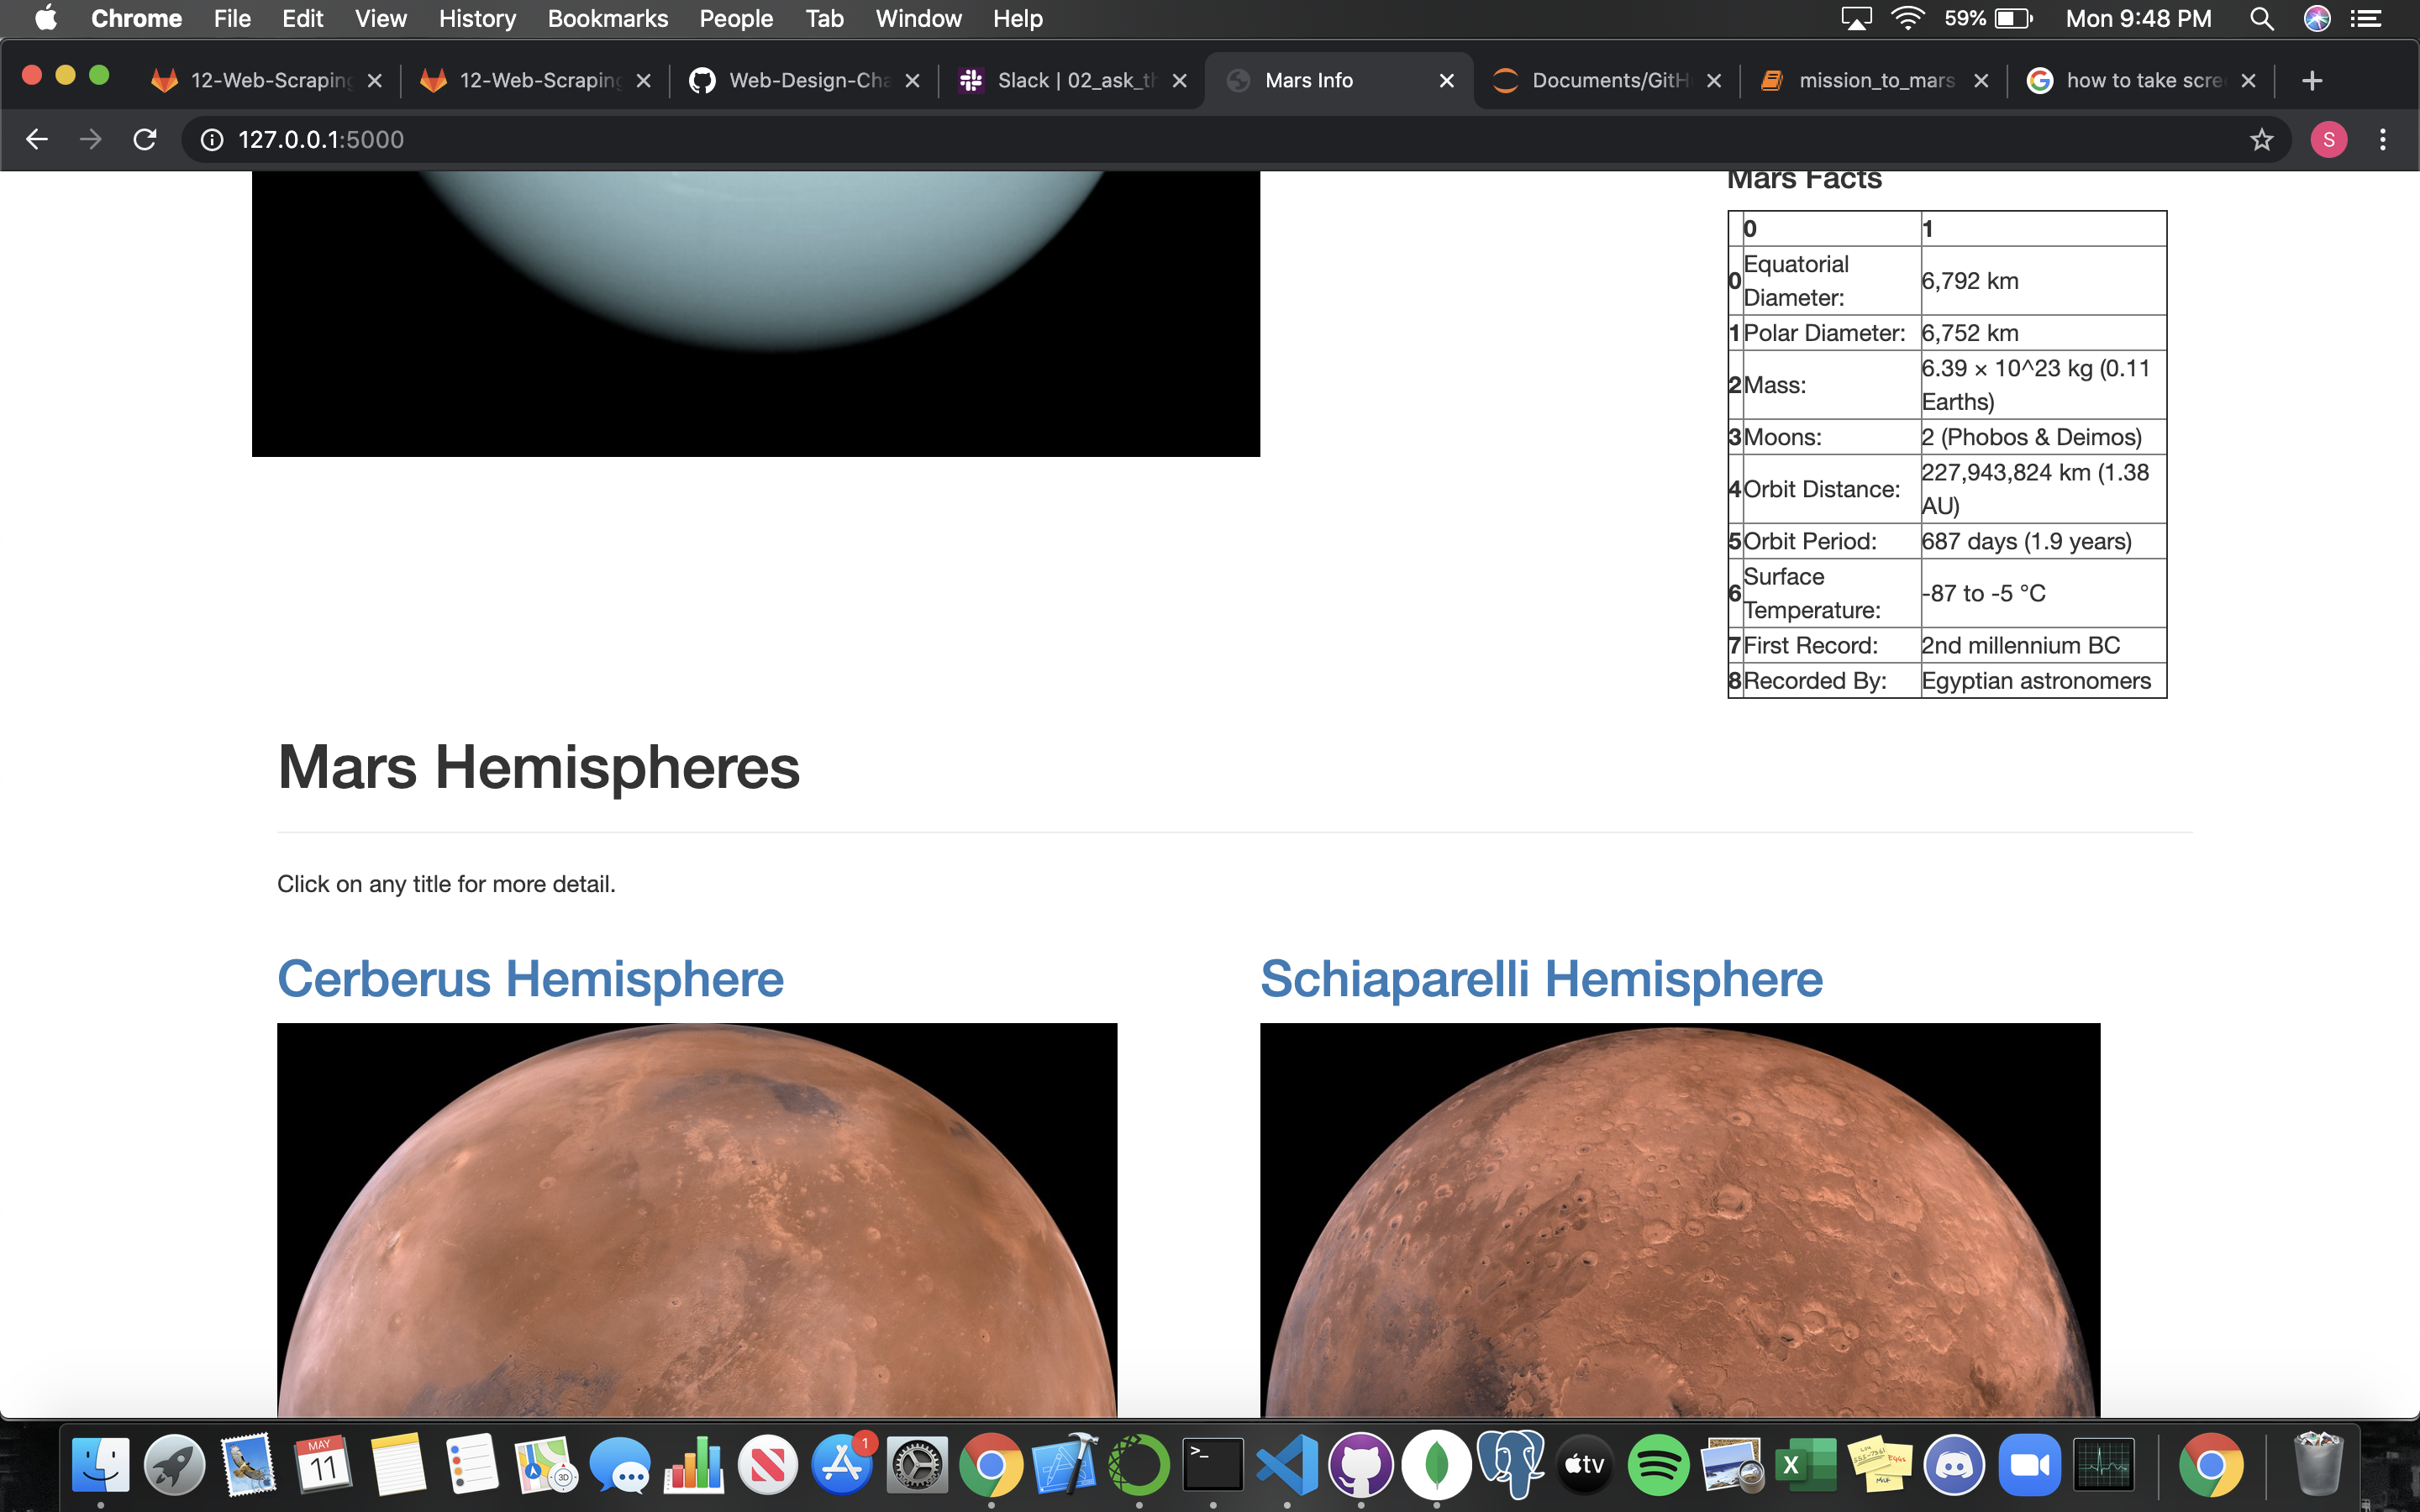 Chrome File Edit View History Bookmarks People Tab Window Help 59% Mon 9:48 PM
12-Web-Scraping 12-Web-Scraping Web-Design-Cha Slack | 02_ask_th Mars Info Documents/GitH mission_to_mars how to take scre
127.0.0.1:5000 S
Mars Facts
0 1
0 Equatorial Diameter: 6,792 km
1 Polar Diameter: 6,752 km
2 Mass: 6.39 × 10^23 kg (0.11 Earths)
3 Moons: 2 (Phobos & Deimos)
4 Orbit Distance: 227,943,824 km (1.38 AU)
5 Orbit Period: 687 days (1.9 years)
6 Surface Temperature: -87 to -5 °C
7 First Record: 2nd millennium BC
8 Recorded By: Egyptian astronomers
Mars Hemispheres
Click on any title for more detail.
Cerberus Hemisphere
Schiaparelli Hemisphere
MAY
11
3D
1
>_
tv
X